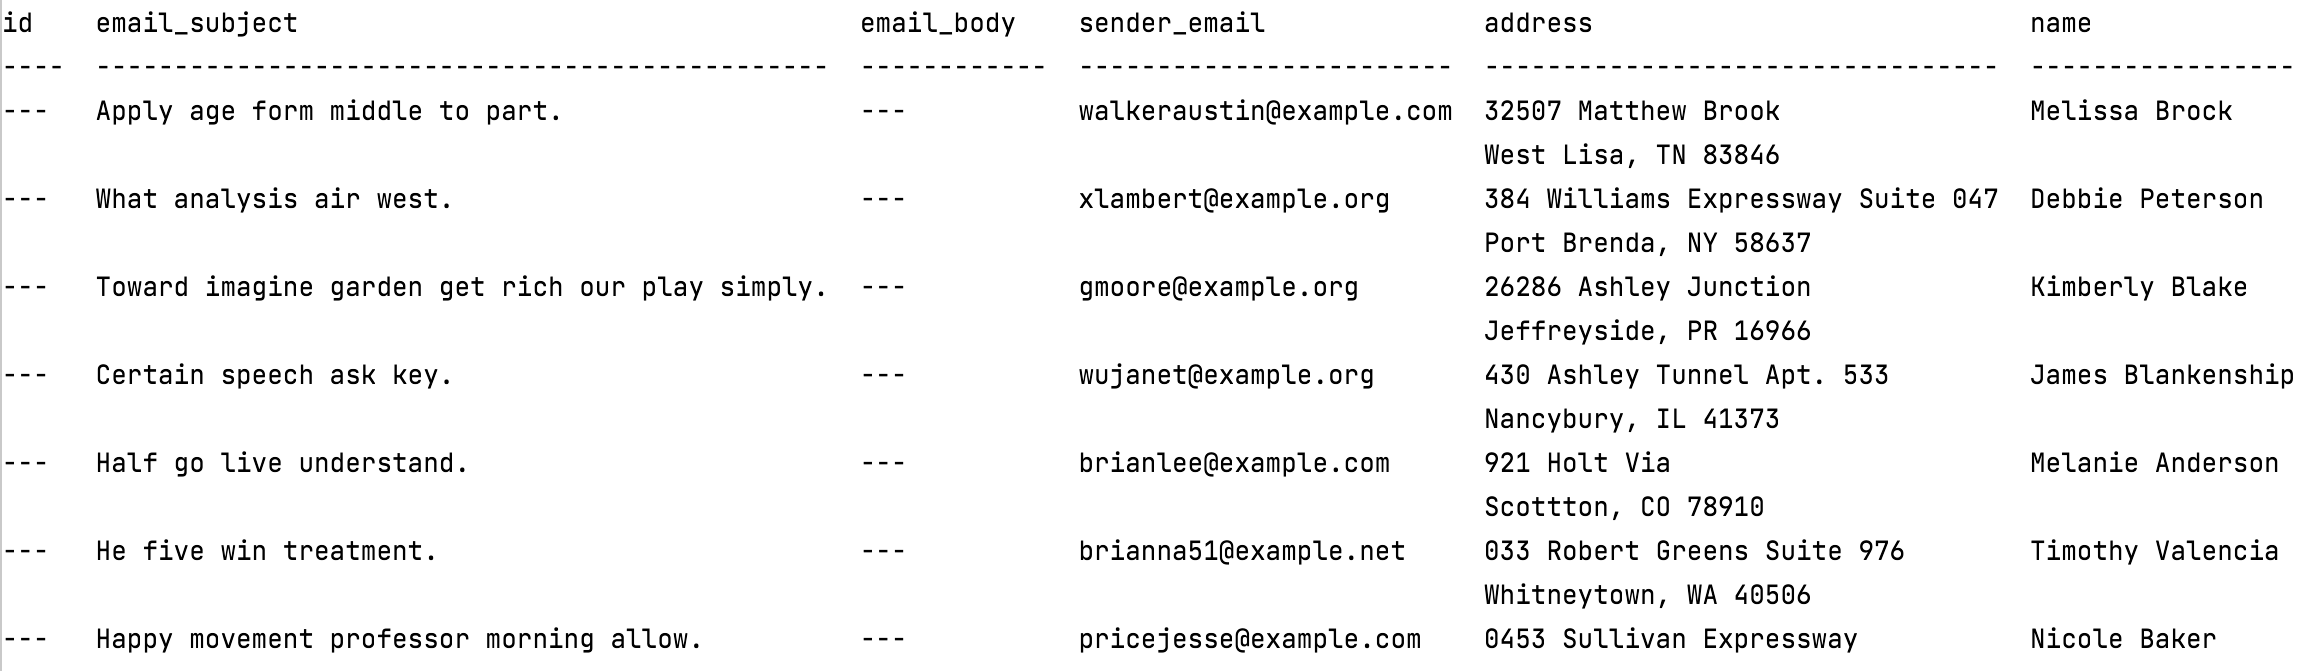 id    email_subject                                    email_body    sender_email              address                            name
----  -----------------------------------------------  ------------  ------------------------  ---------------------------------  -----------------
---   Apply age form middle to part.                   ---           walkeraustin@example.com  32507 Matthew Brook                Melissa Brock
                                                                                               West Lisa, TN 83846
---   What analysis air west.                          ---           xlambert@example.org      384 Williams Expressway Suite 047  Debbie Peterson
                                                                                               Port Brenda, NY 58637
---   Toward imagine garden get rich our play simply.  ---           gmoore@example.org        26286 Ashley Junction              Kimberly Blake
                                                                                               Jeffreyside, PR 16966
---   Certain speech ask key.                          ---           wujanet@example.org       430 Ashley Tunnel Apt. 533         James Blankenship
                                                                                               Nancybury, IL 41373
---   Half go live understand.                         ---           brianlee@example.com      921 Holt Via                       Melanie Anderson
                                                                                               Scottton, CO 78910
---   He five win treatment.                           ---           brianna51@example.net     033 Robert Greens Suite 976        Timothy Valencia
                                                                                               Whitneytown, WA 40506
---   Happy movement professor morning allow.          ---           pricejesse@example.com    0453 Sullivan Expressway           Nicole Baker